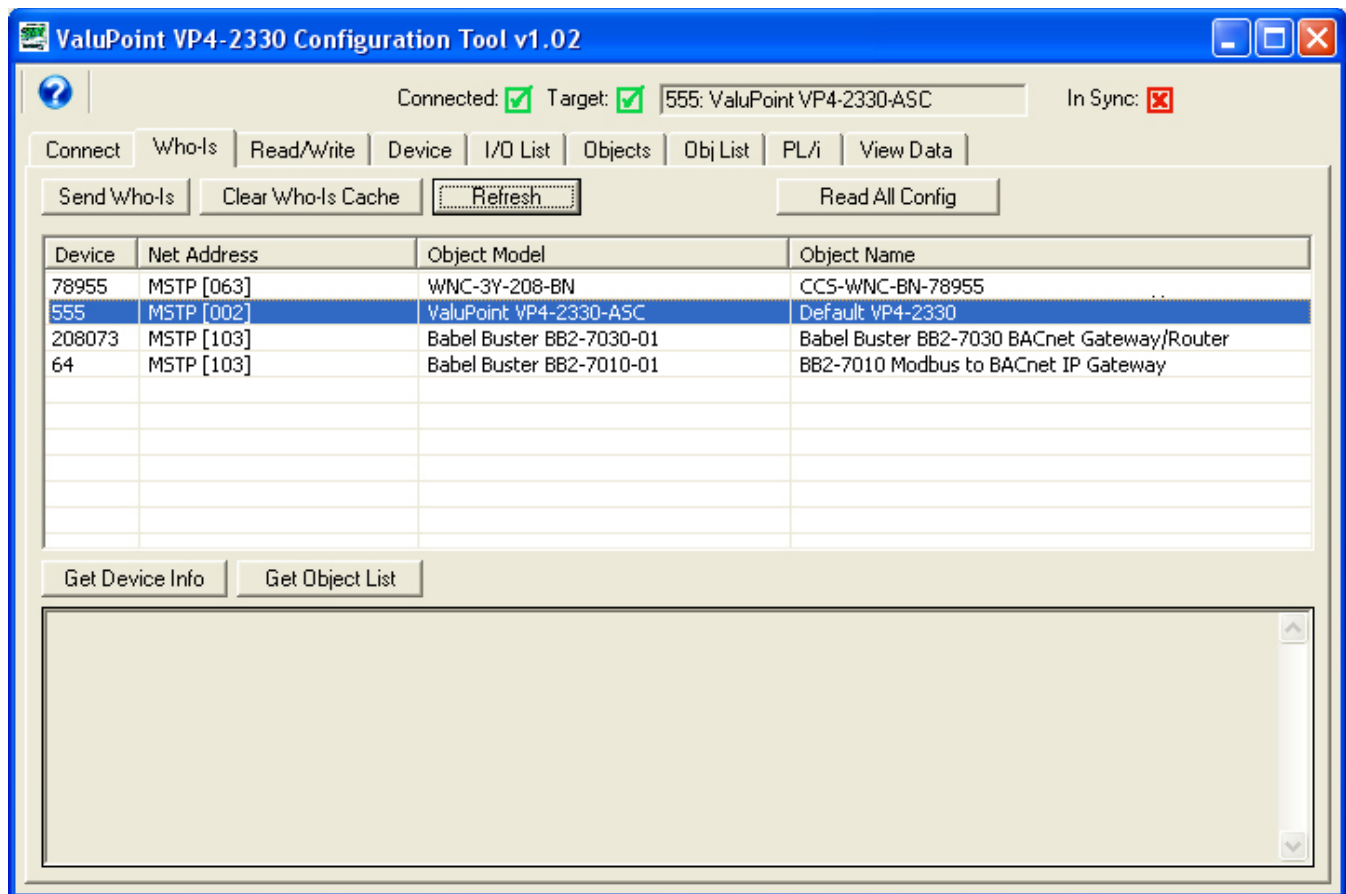 ValuPoint VP4-2330 Configuration Tool v1.02
Connected: Target: 555: ValuPoint VP4-2330-ASC In Sync:
Connect Who-Is Read/Write Device I/O List Objects Obj List PL/i View Data
Send Who-Is Clear Who-Is Cache Refresh Read All Config
Device Net Address Object Model Object Name
78955 MSTP [063] WNC-3Y-208-BN CCS-WNC-BN-78955
555 MSTP [002] ValuPoint VP4-2330-ASC Default VP4-2330
208073 MSTP [103] Babel Buster BB2-7030-01 Babel Buster BB2-7030 BACnet Gateway/Router
64 MSTP [103] Babel Buster BB2-7010-01 BB2-7010 Modbus to BACnet IP Gateway
Get Device Info Get Object List